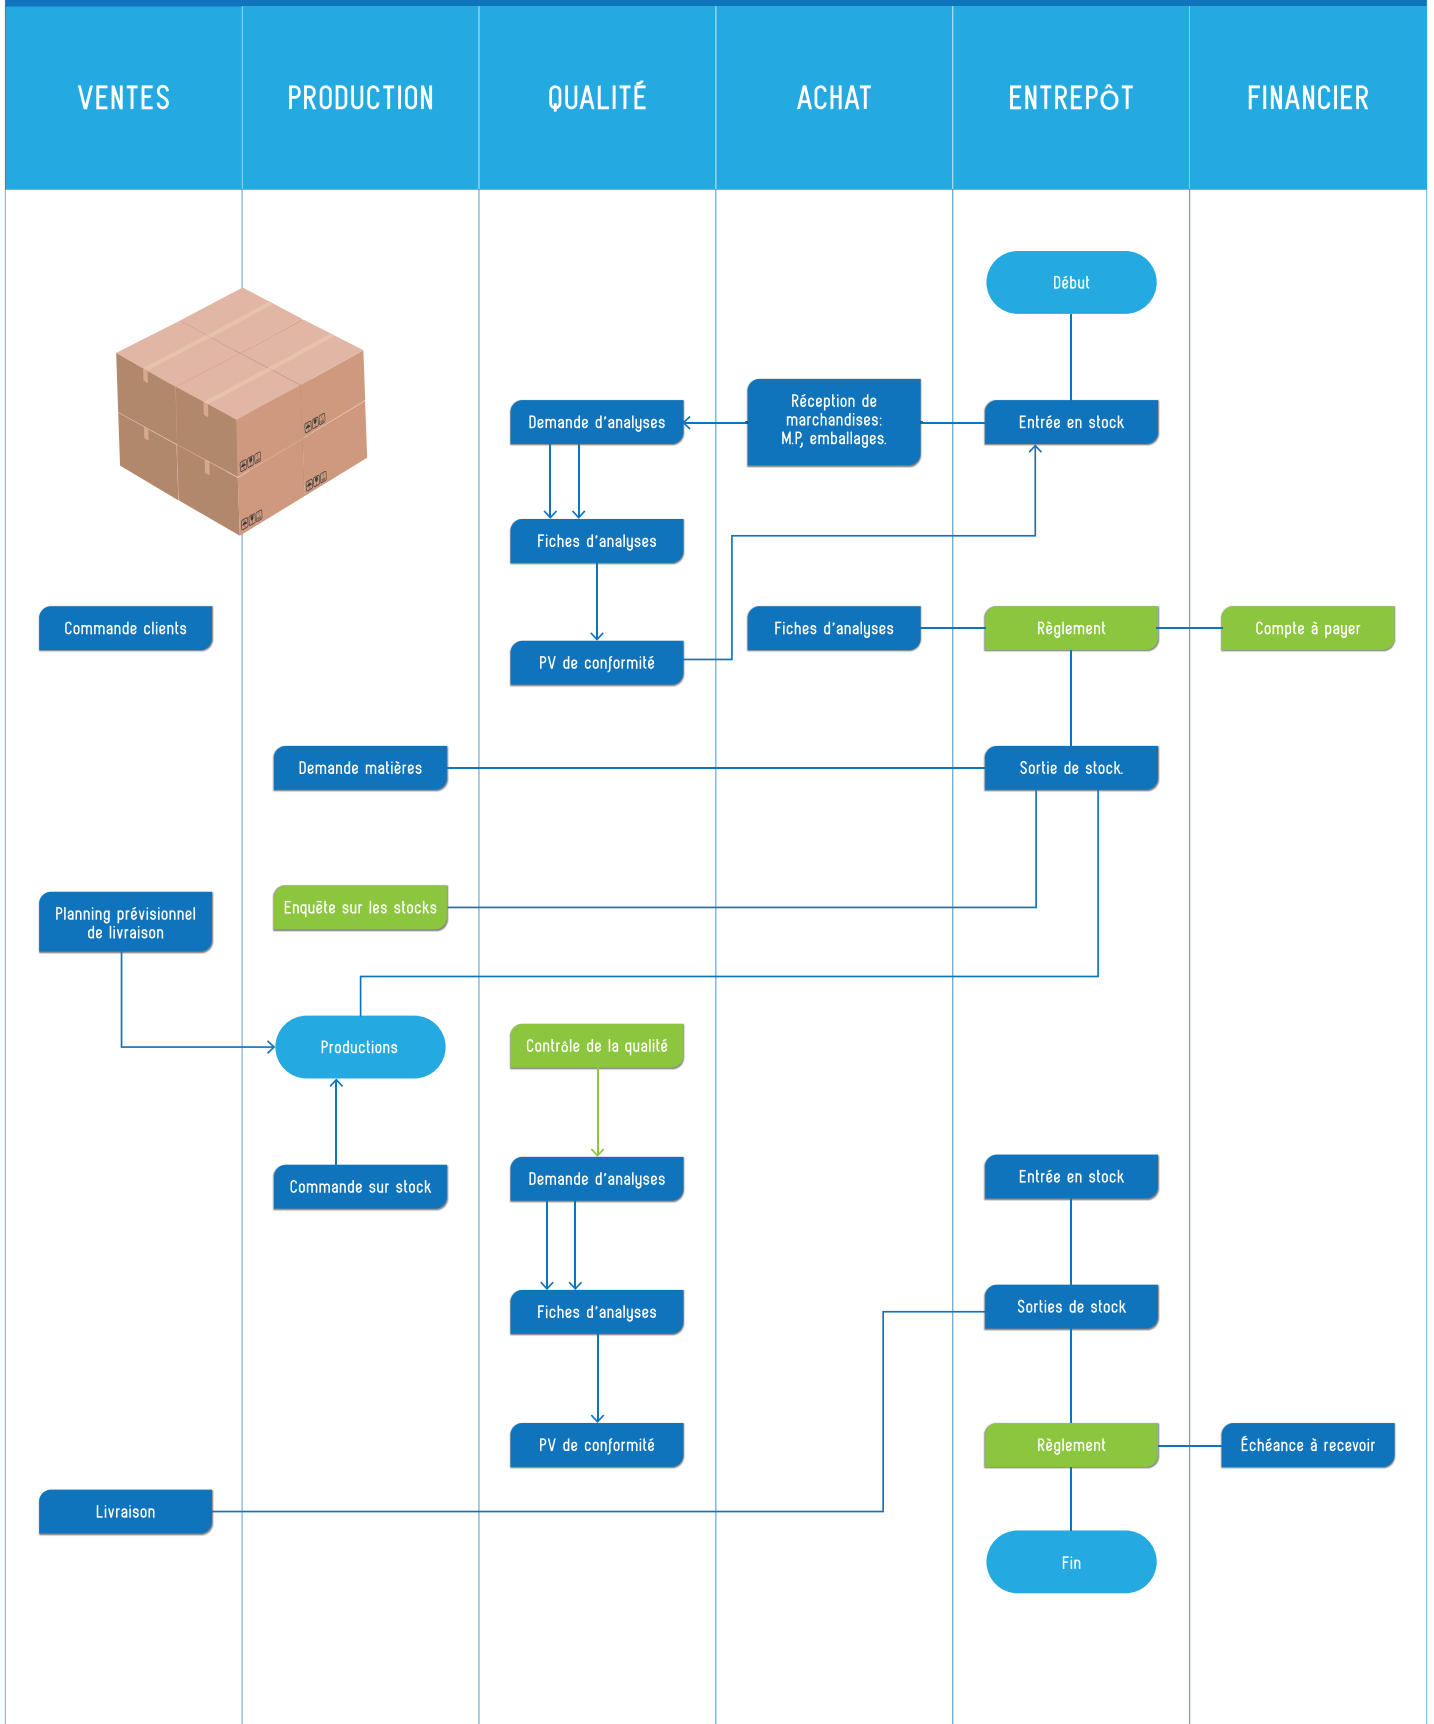 VENTES
PRODUCTION
QUALITÉ
ACHAT
ENTREPÔT
FINANCIER
Début
Demande d'analyses
Réception de
marchandises:
M.P, emballages.
Entrée en stock
Fiches d'analyses
Commande clients
PV de conformité
Fiches d'analyses
Règlement
Compte à payer
Demande matières
Sortie de stock.
Planning prévisionnel
de livraison
Enquête sur les stocks
Productions
Contrôle de la qualité
Commande sur stock
Demande d'analyses
Entrée en stock
Fiches d'analyses
Sorties de stock
PV de conformité
Règlement
Échéance à recevoir
Livraison
Fin